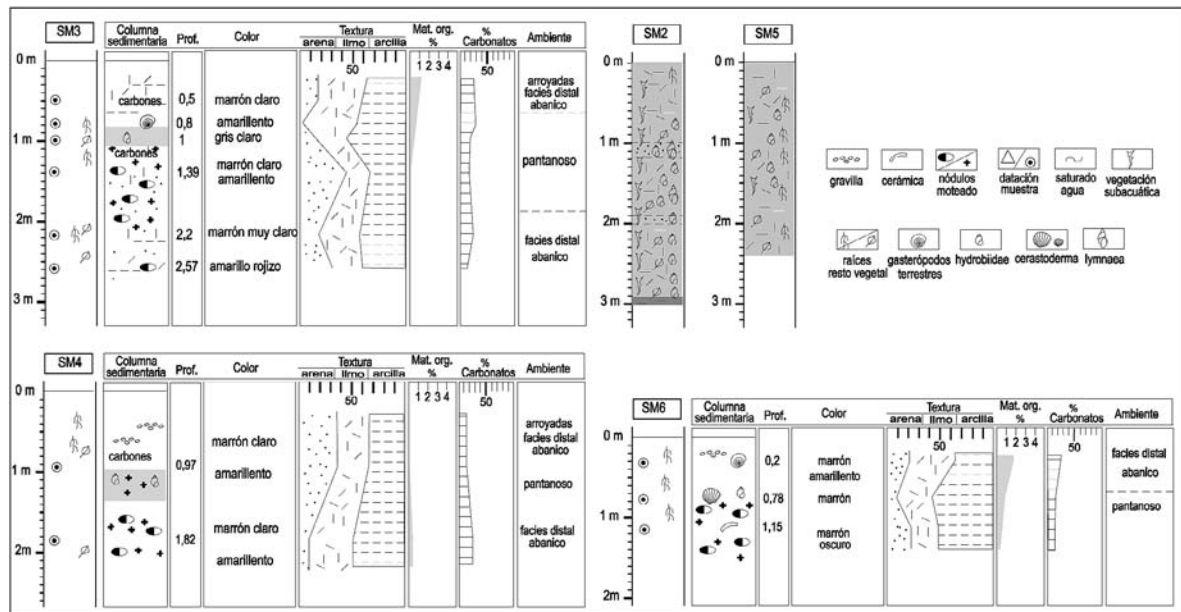 SM3
Columna sedimentaria
Prof.
Color
Textura
arena limo arcilla
50
Mat. org. %
1 2 3 4
% Carbonatos
50
Ambiente
0 m
1 m
2 m
3 m
carbones
carbones
0,5
0,8
1
1,39
2,2
2,57
marrón claro
amarillento
gris claro
marrón claro
amarillento
marrón muy claro
amarillo rojizo
arroyadas
facies distal
abanico
pantanoso
facies distal
abanico
SM2
0 m
1 m
2 m
3 m
SM5
0 m
1 m
2 m
3 m
gravilla
cerámica
nódulos
moteado
datación
muestra
saturado
agua
vegetación
subacuática
raíces
resto vegetal
gasterópodos
terrestres
hydrobiidae
cerastoderma
lymnaea
SM4
Columna sedimentaria
Prof.
Color
Textura
arena limo arcilla
50
Mat. org. %
1 2 3 4
% Carbonatos
50
Ambiente
0 m
1 m
2m
carbones
0,97
1,82
marrón claro
amarillento
marrón claro
amarillento
arroyadas
facies distal
abanico
pantanoso
facies distal
abanico
SM6
Columna sedimentaria
Prof.
Color
Textura
arena limo arcilla
50
Mat. org. %
1 2 3 4
% Carbonatos
50
Ambiente
0 m
1 m
2m
0,2
0,78
1,15
marrón
amarillento
marrón
marrón
oscuro
facies distal
abanico
pantanoso